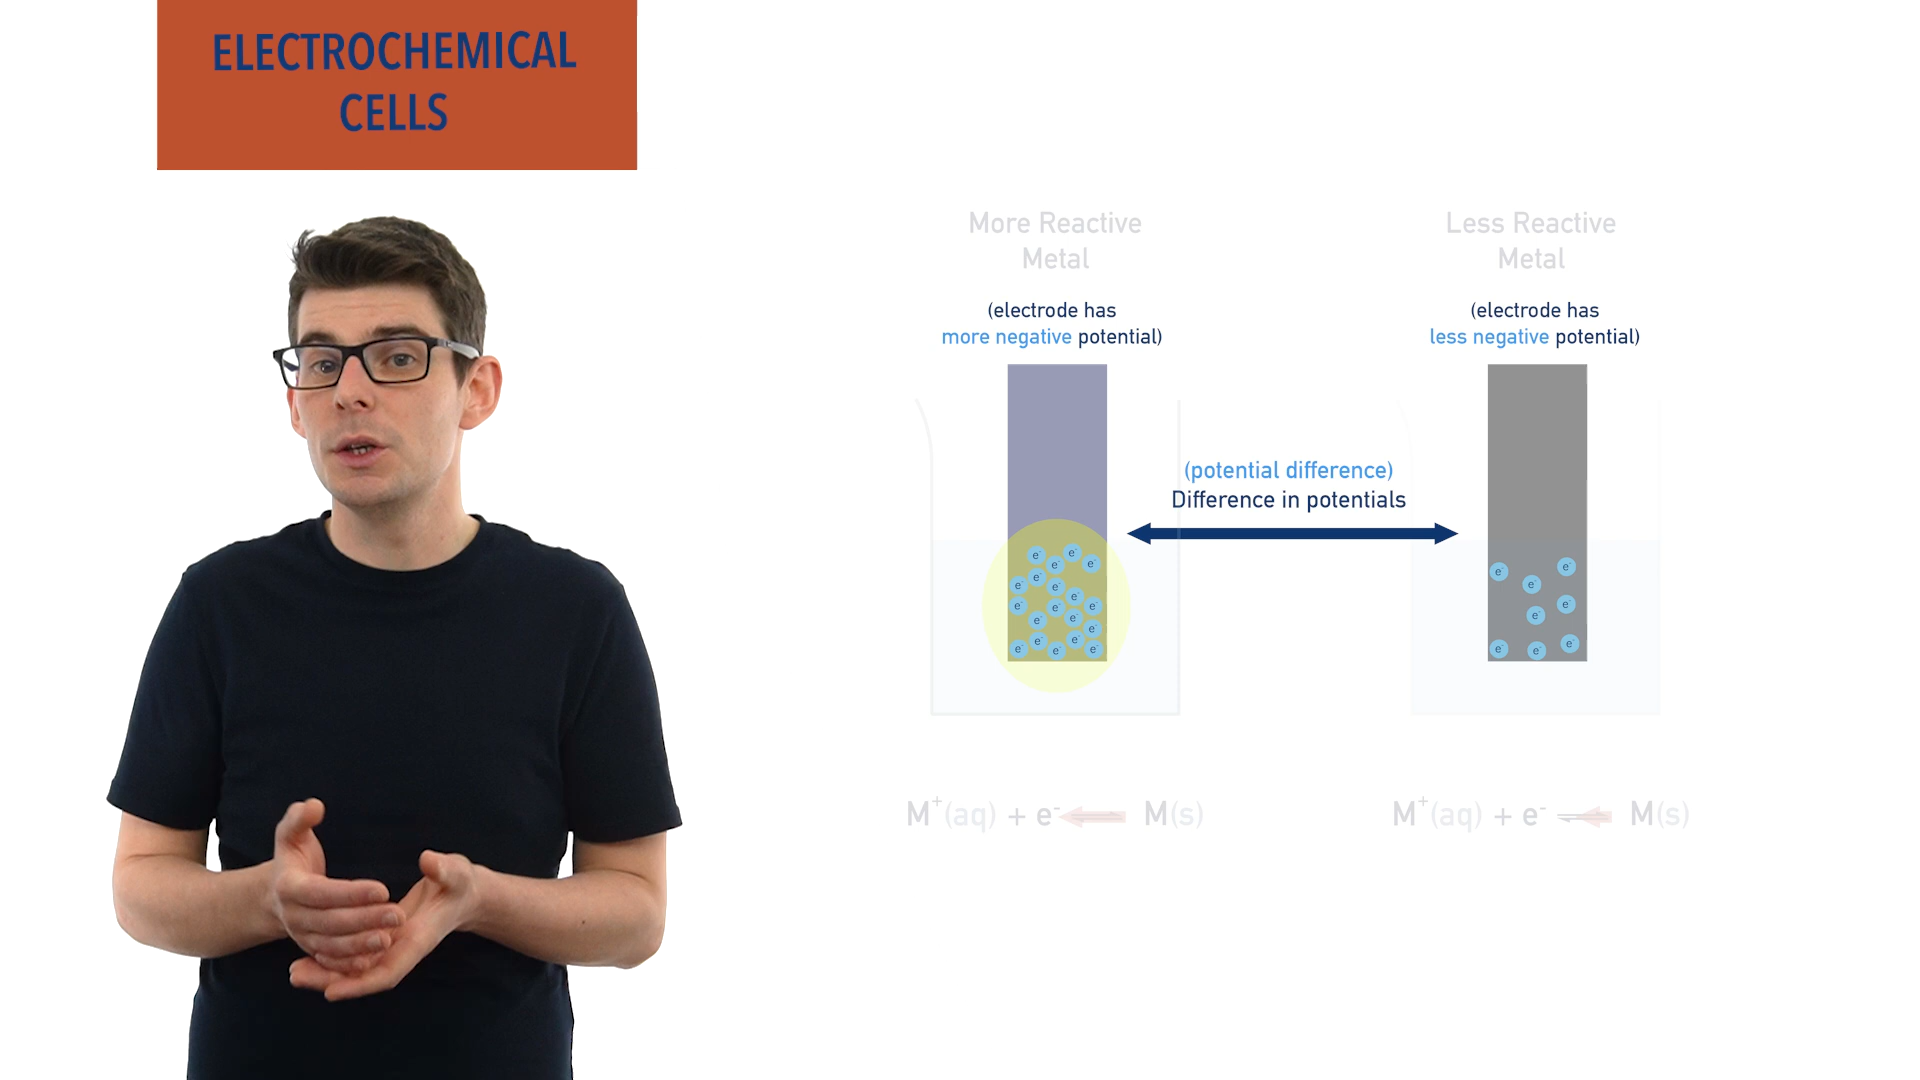 ELECTROCHEMICAL
CELLS
More Reactive
Metal
(electrode has
more negative potential)
Less Reactive
Metal
(electrode has
less negative potential)
(potential difference)
Difference in potentials
e⁻ e⁻ e⁻ e⁻ e⁻ e⁻ e⁻ e⁻ e⁻ e⁻ e⁻ e⁻ e⁻ e⁻ e⁻ e⁻ e⁻ e⁻ e⁻
e⁻ e⁻ e⁻ e⁻ e⁻ e⁻ e⁻ e⁻
M⁺(aq) + e⁻ ⇌ M(s)
M⁺(aq) + e⁻ ⇌ M(s)